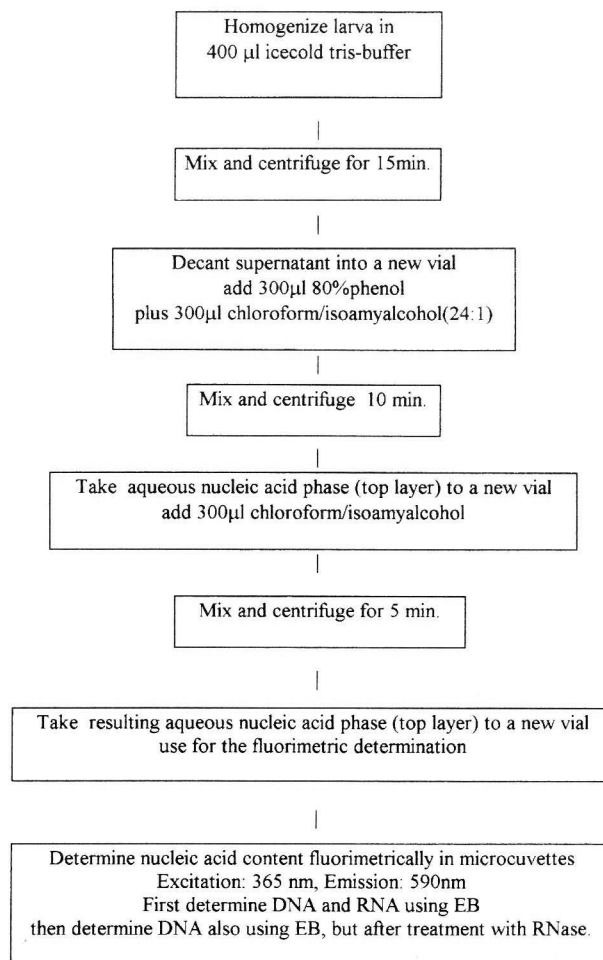 Homogenize larva in
400 µl icecold tris-buffer
Mix and centrifuge for 15min.
Decant supernatant into a new vial
add 300µl 80%phenol
plus 300µl chloroform/isoamyalcohol(24:1)
Mix and centrifuge 10 min.
Take aqueous nucleic acid phase (top layer) to a new vial
add 300µl chloroform/isoamyalcohol
Mix and centrifuge for 5 min.
Take resulting aqueous nucleic acid phase (top layer) to a new vial
use for the fluorimetric determination
Determine nucleic acid content fluorimetrically in microcuvettes
Excitation: 365 nm, Emission: 590nm
First determine DNA and RNA using EB
then determine DNA also using EB, but after treatment with RNase.